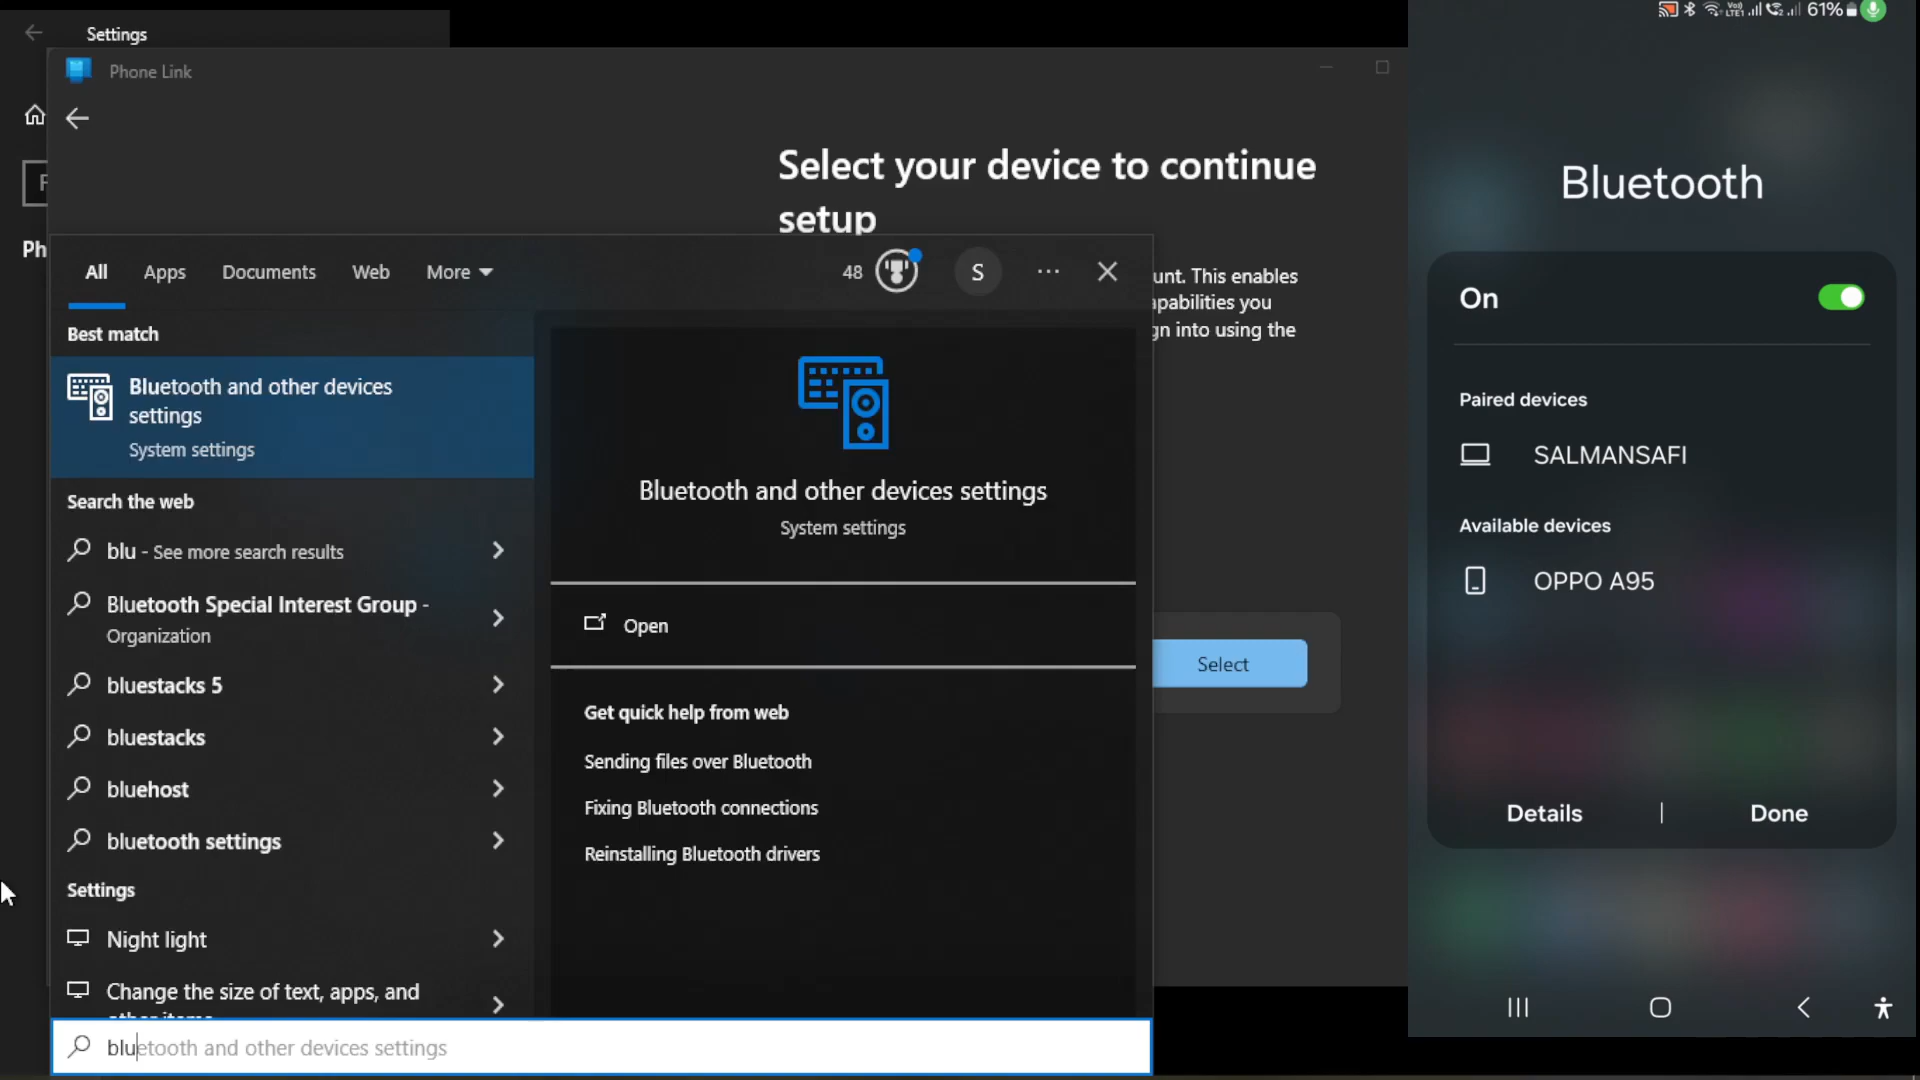 Settings
Phone Link
Ph
Select your device to continue
setup
unt. This enables
apabilities you
gn into using the
Select
All
Apps
Documents
Web
More
48
S
Best match
Bluetooth and other devices
settings
System settings
Search the web
blu - See more search results
Bluetooth Special Interest Group -
Organization
bluestacks 5
bluestacks
bluehost
bluetooth settings
Settings
Night light
Change the size of text, apps, and
other items
bluetooth and other devices settings
Bluetooth and other devices settings
System settings
Open
Get quick help from web
Sending files over Bluetooth
Fixing Bluetooth connections
Reinstalling Bluetooth drivers
61%
Bluetooth
On
Paired devices
SALMANSAFI
Available devices
OPPO A95
Details
Done